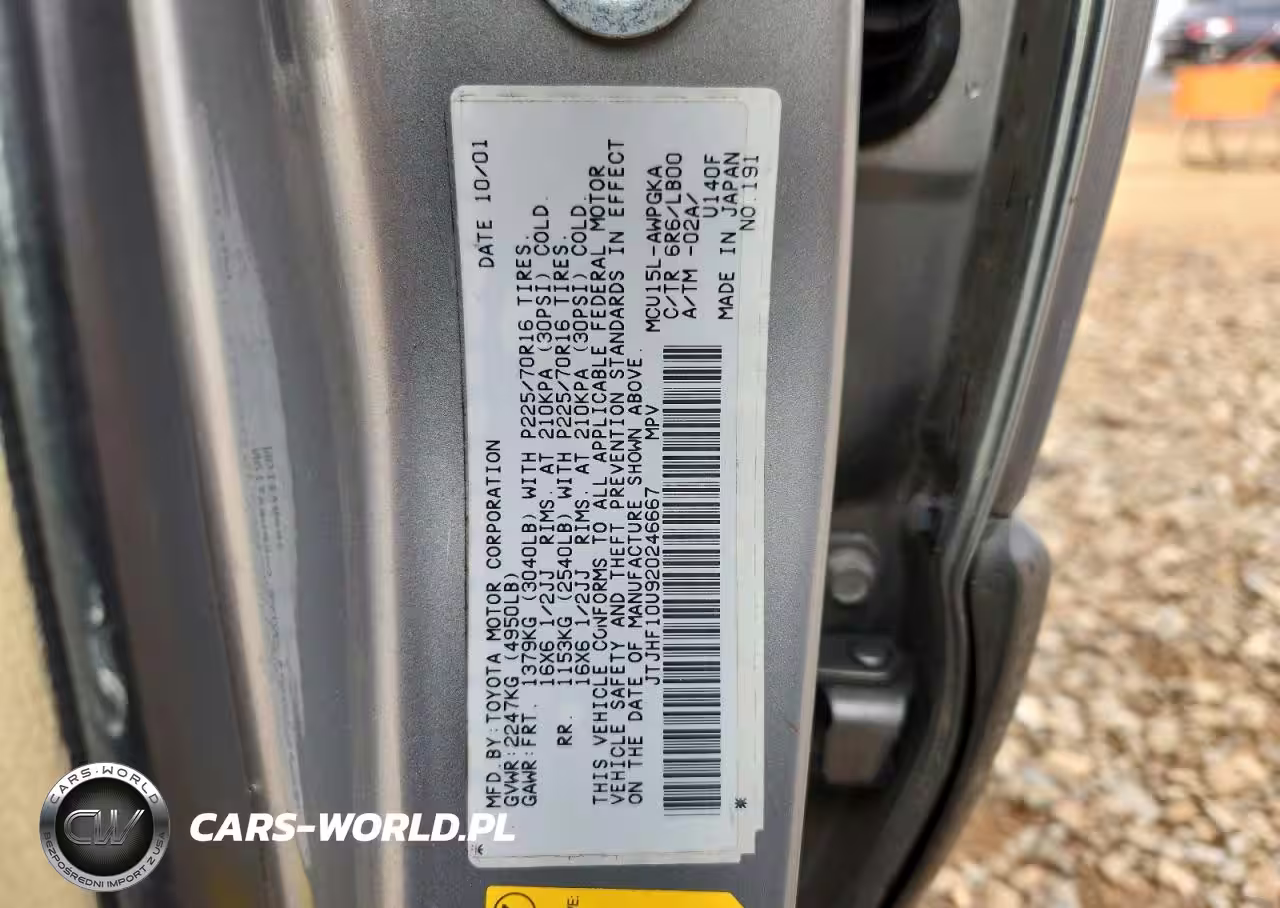 MFD.BY:TOYOTA MOTOR CORPORATION DATE 10/01
GVWR:2247KG (4950LB)
GAWR:FRT. 1379KG (3040LB) WITH P225/70R16 TIRES.
16X6 1/2JJ RIMS. AT 210KPA (30PSI) COLD.
RR. 1153KG (2540LB) WITH P225/70R16 TIRES.
16X6 1/2JJ RIMS. AT 210KPA (30PSI) COLD.
THIS VEHICLE CONFORMS TO ALL APPLICABLE FEDERAL MOTOR
VEHICLE SAFETY AND THEFT PREVENTION STANDARDS IN EFFECT
ON THE DATE OF MANUFACTURE SHOWN ABOVE.
JTJHF10U920246667 MPV
MCU15L-AWPGKA
C/TR 6R6/LB00
A/TM -02A/
U140F
MADE IN JAPAN
NO.191
CARS-WORLD
CW
BEZPOŚREDNI IMPORT Z USA
CARS-WORLD.PL